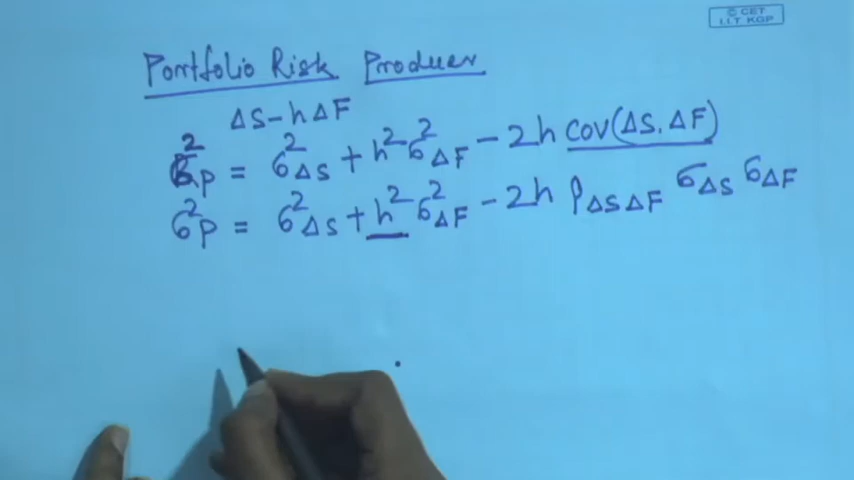 © CET
I.I.T KGP
Portfolio Risk Producer
ΔS - hΔF
σ²p = σ²ΔS + h²σ²ΔF - 2h cov(ΔS, ΔF)
σ²p = σ²ΔS + h²σ²ΔF - 2h ρΔSΔF σΔS σΔF